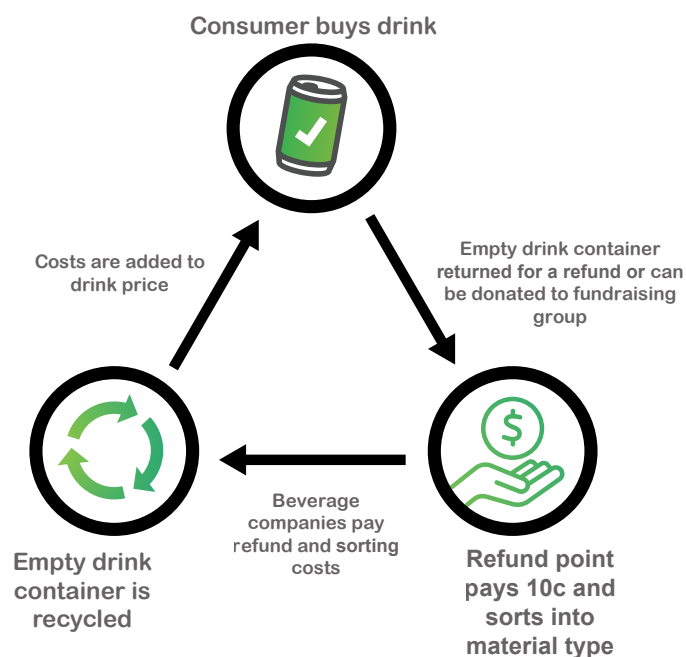 Consumer buys drink
Costs are added to
drink price
Empty drink container
returned for a refund or can
be donated to fundraising
group
$
Beverage
companies pay
refund and sorting
costs
Empty drink
container is
recycled
Refund point
pays 10c and
sorts into
material type